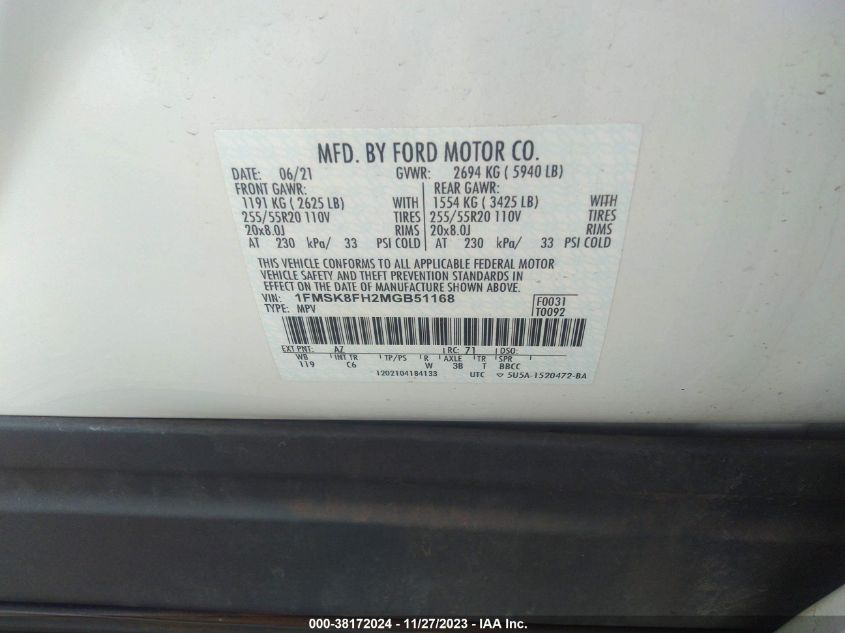 MFD. BY FORD MOTOR CO.
DATE: 06/21 GVWR: 2694 KG ( 5940 LB)
FRONT GAWR: REAR GAWR:
1191 KG ( 2625 LB) WITH 1554 KG ( 3425 LB) WITH
255/55R20 110V TIRES 255/55R20 110V TIRES
20x8.0J RIMS 20x8.0J RIMS
AT 230 kPa/ 33 PSI COLD AT 230 kPa/ 33 PSI COLD
THIS VEHICLE CONFORMS TO ALL APPLICABLE FEDERAL MOTOR
VEHICLE SAFETY AND THEFT PREVENTION STANDARDS IN
EFFECT ON THE DATE OF MANUFACTURE SHOWN ABOVE.
VIN: 1FMSK8FH2MGB51168 F0031
TYPE: MPV T0092
EXT PNT: AZ RC: 71 DSO:
WB INT TR TP/PS R AXLE TR SPR
119 C6 W 3B T BBCC
1202104184133 UTC 5U5A-1520472-BA
000-38172024 – 11/27/2023 – IAA Inc.